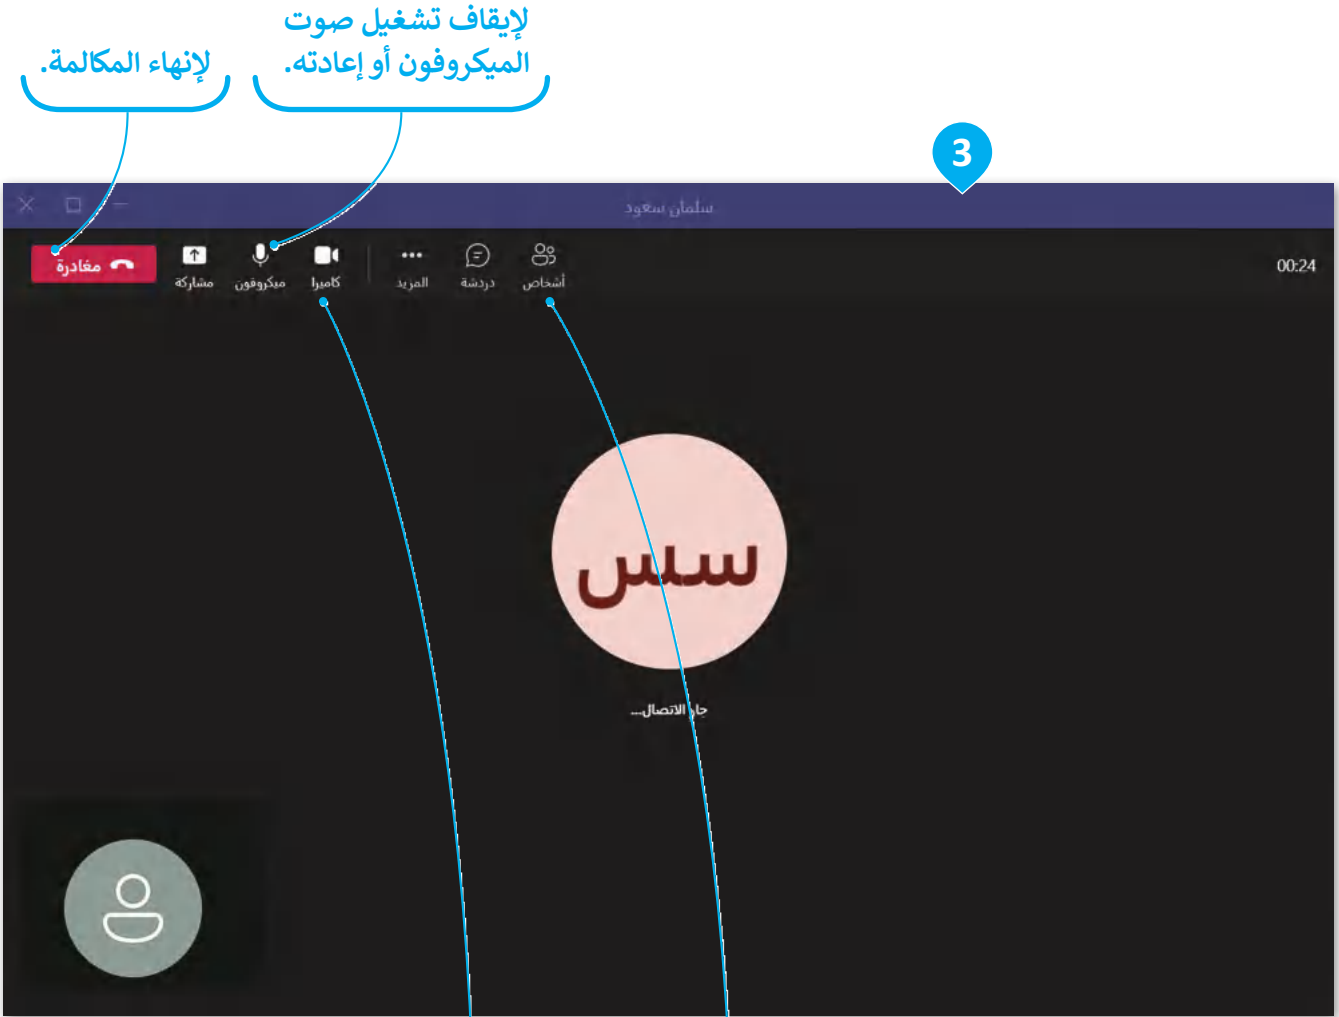 لإيقاف تشغيل صوت
الميكروفون أو إعادته.
لإنهاء المكالمة.
3
سلمان سعود
00:24
أشخاص
دردشة
المزيد
كاميرا
ميكروفون
مشاركة
مغادرة
سس
جارٍ الاتصال...